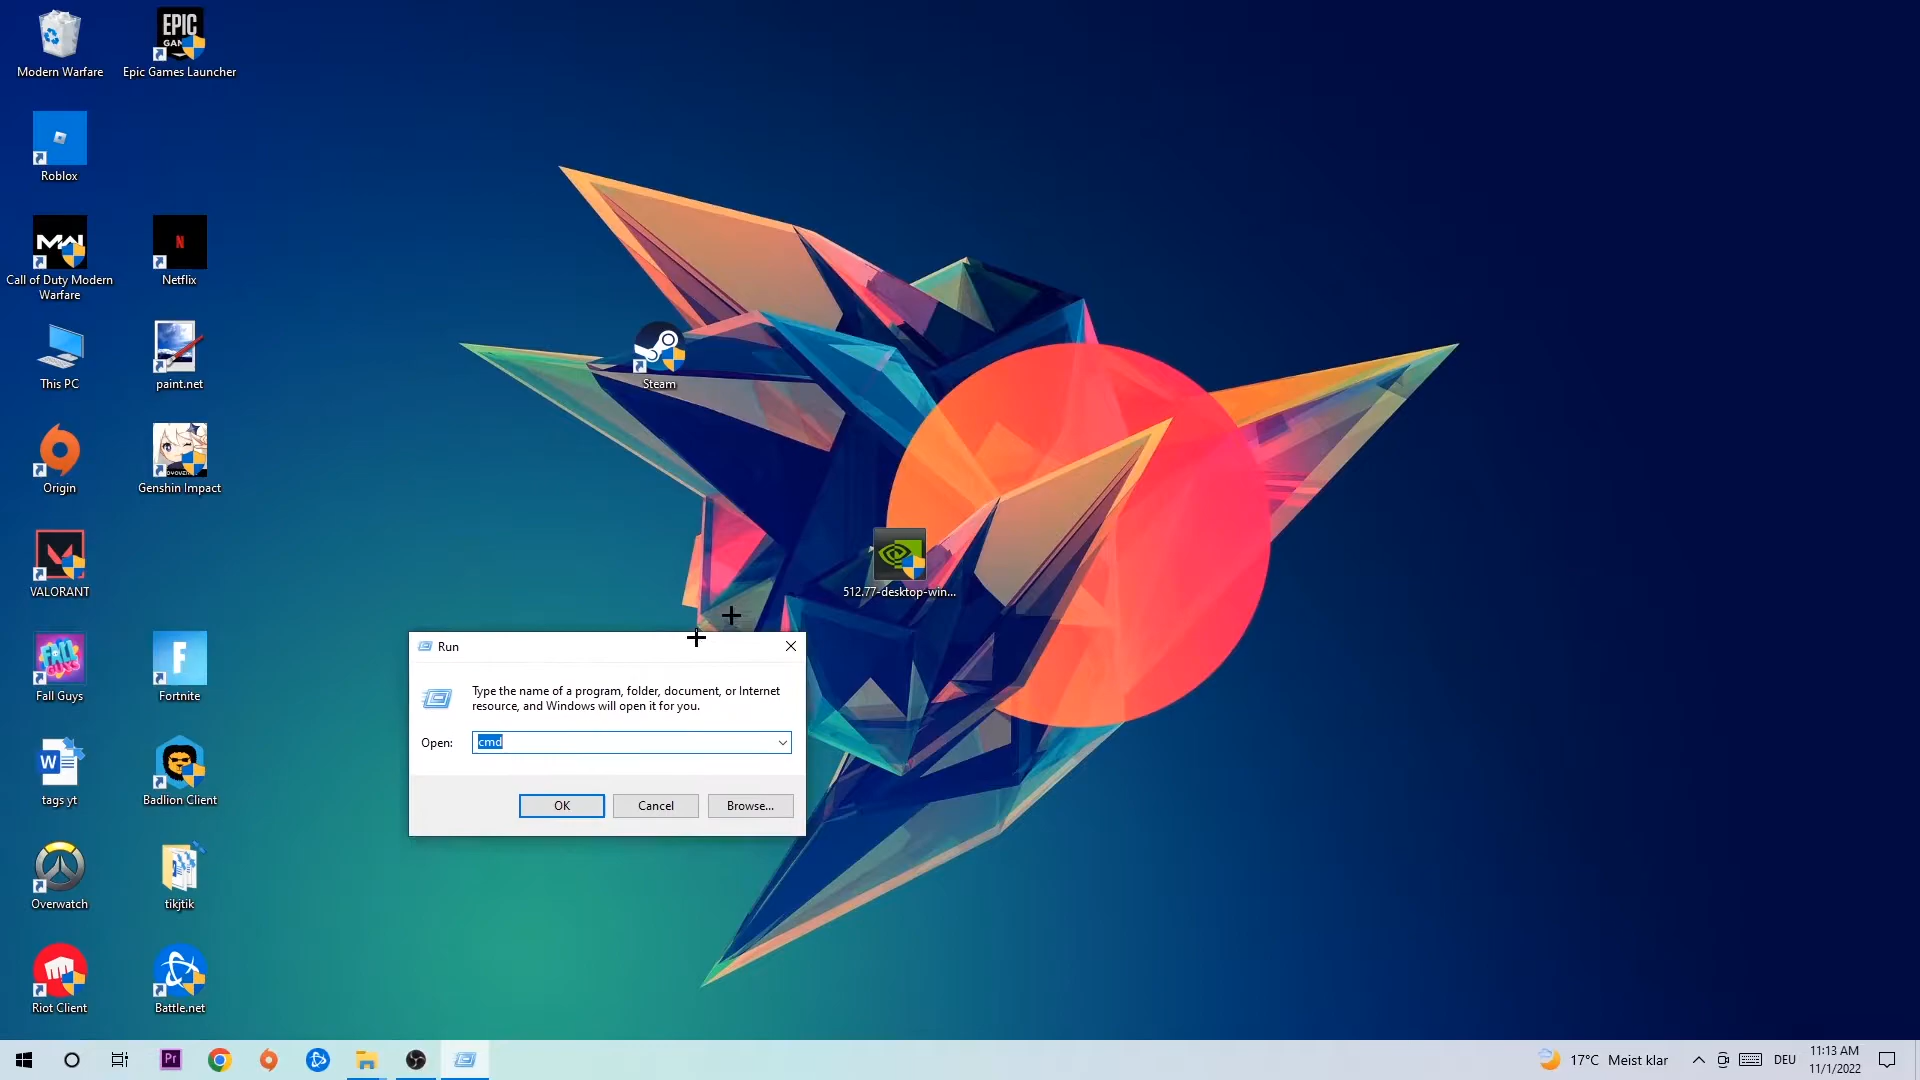 Modern Warfare
EPIC
GAMES
Epic Games Launcher
Roblox
MW
Call of Duty Modern
Warfare
N
Netflix
This PC
paint.net
Steam
Origin
Genshin Impact
VALORANT
512.77-desktop-win...
Fall Guys
F
Fortnite
Run
Type the name of a program, folder, document, or Internet
resource, and Windows will open it for you.
Open:
cmd
OK
Cancel
Browse...
W
tags yt
Badlion Client
Overwatch
tikjtik
Riot Client
Battle.net
Pr
17°C Meist klar
DEU
11:13 AM
11/1/2022